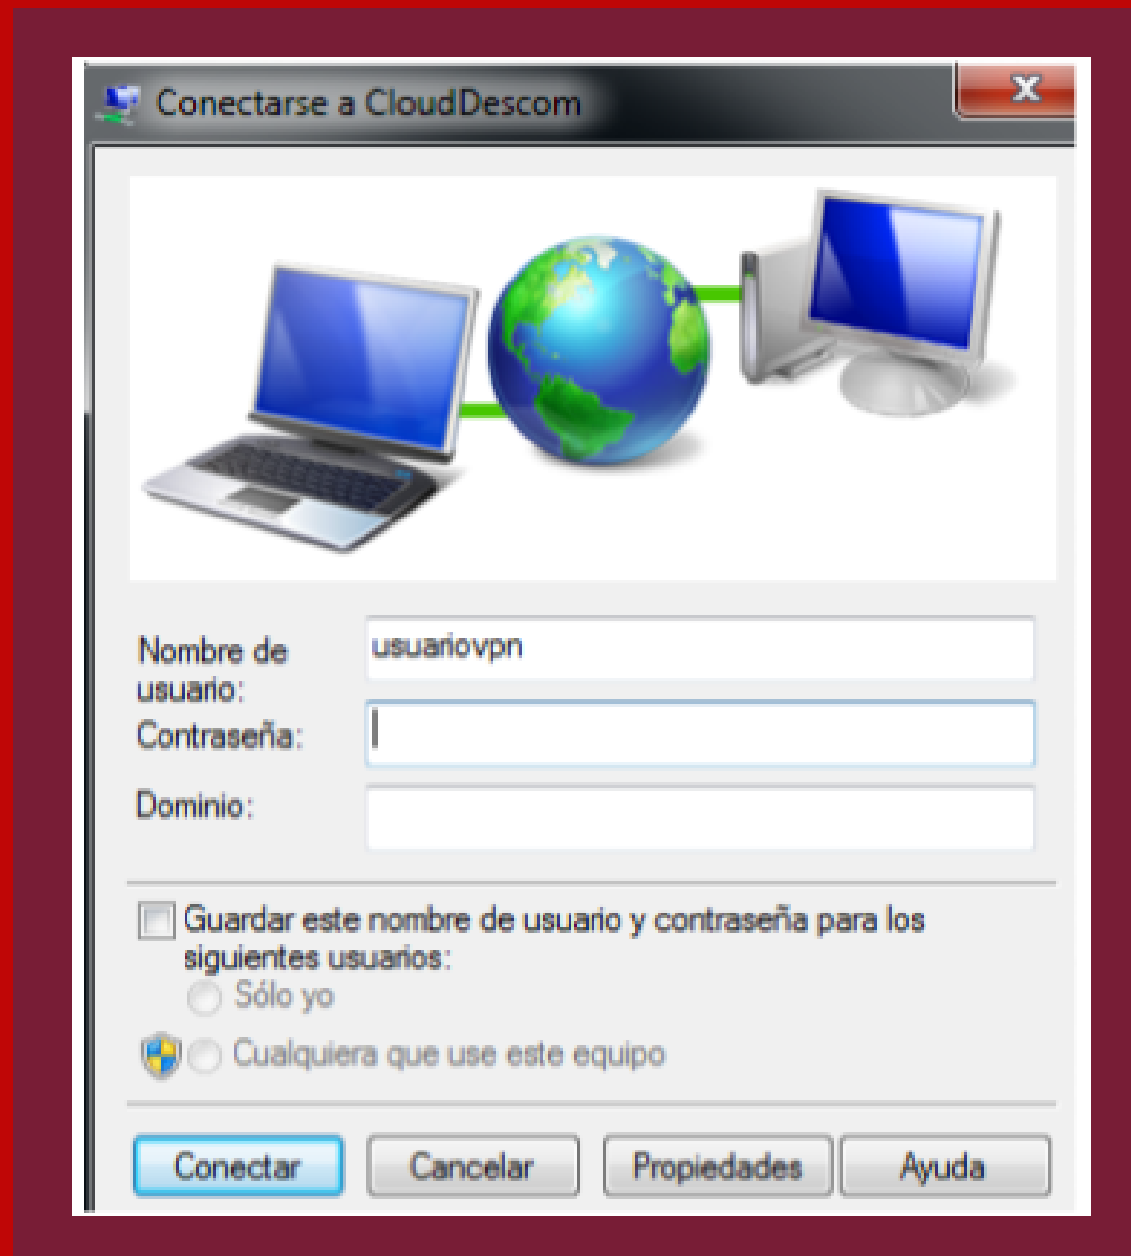 Conectarse a CloudDescom
Nombre de
usuario:
usuariovpn
Contraseña:
Dominio:
Guardar este nombre de usuario y contraseña para los
siguientes usuarios:
Sólo yo
Cualquiera que use este equipo
Conectar Cancelar Propiedades Ayuda